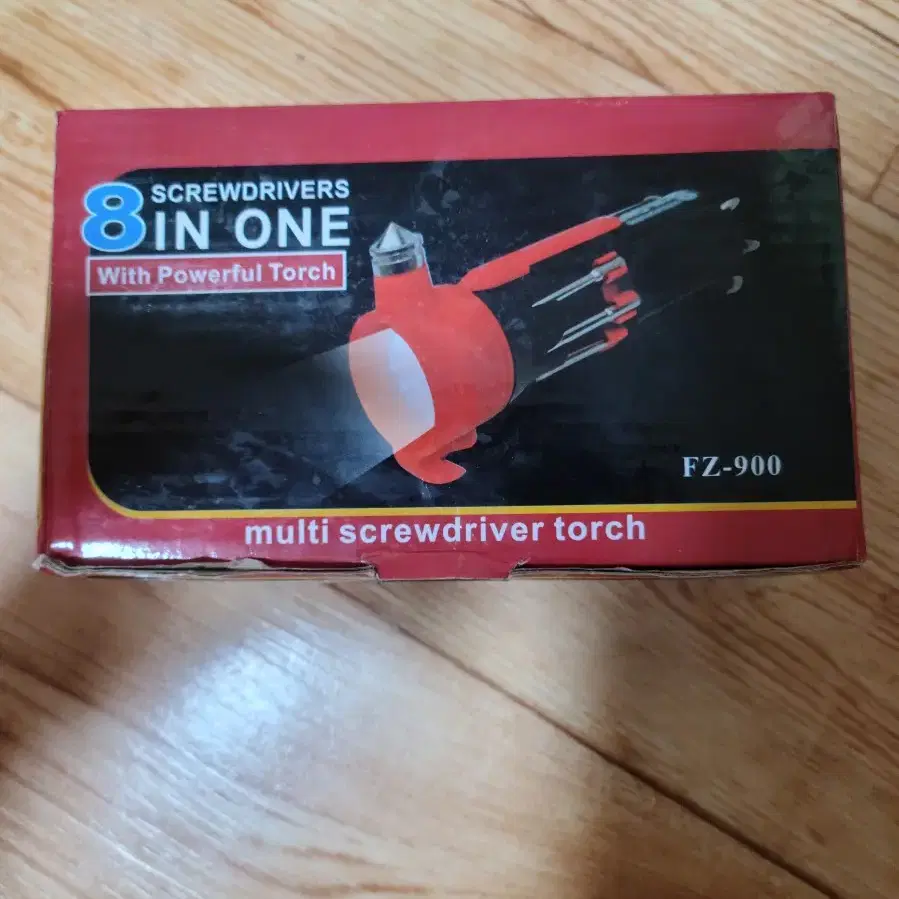 8 SCREWDRIVERS
IN ONE
With Powerful Torch
FZ-900
multi screwdriver torch